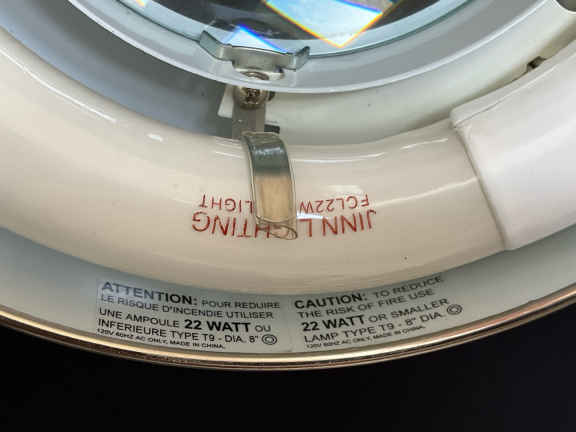 JINN LIGHTING
FCL22W LIGHT
ATTENTION: POUR REDUIRE
LE RISQUE D'INCENDIE UTILISER
UNE AMPOULE 22 WATT OU
INFERIEURE TYPE T9 - DIA. 8"
120V 60HZ AC ONLY, MADE IN CHINA.
CAUTION: TO REDUCE
THE RISK OF FIRE USE
22 WATT OR SMALLER
LAMP TYPE T9 - 8" DIA.
120V 60HZ AC ONLY, MADE IN CHINA.